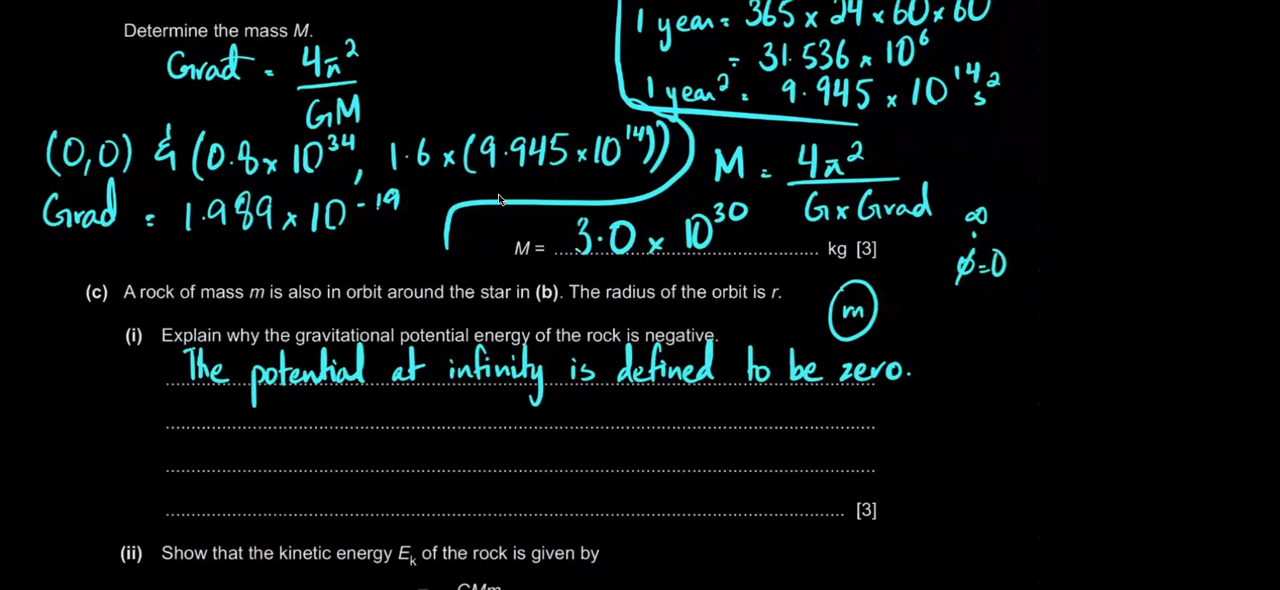 1 year = 365 × 24 × 60 × 60
= 31.536 × 10⁶
1 year² = 9.945 × 10¹⁴ s²
Determine the mass M.
Grad = 4π² / GM
(0,0) & (0.8 × 10³⁴, 1.6 × (9.945 × 10¹⁴))
Grad = 1.989 × 10⁻¹⁹
M = 4π² / G × Grad
M = 3.0 × 10³⁰ kg [3]
∞
ϕ=0
(c) A rock of mass m is also in orbit around the star in (b). The radius of the orbit is r.
m
(i) Explain why the gravitational potential energy of the rock is negative.
The potential at infinity is defined to be zero.
[3]
(ii) Show that the kinetic energy Eₖ of the rock is given by
GMm